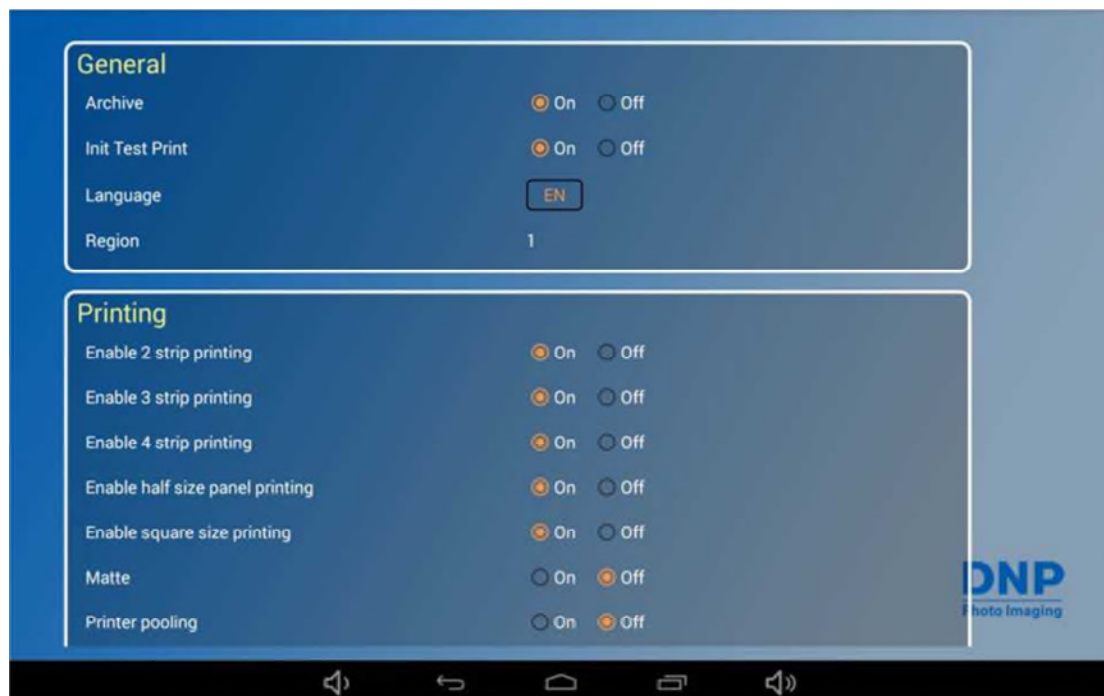 General
Archive On Off
Init Test Print On Off
Language EN
Region 1
Printing
Enable 2 strip printing On Off
Enable 3 strip printing On Off
Enable 4 strip printing On Off
Enable half size panel printing On Off
Enable square size printing On Off
Matte On Off
Printer pooling On Off
DNP
Photo Imaging